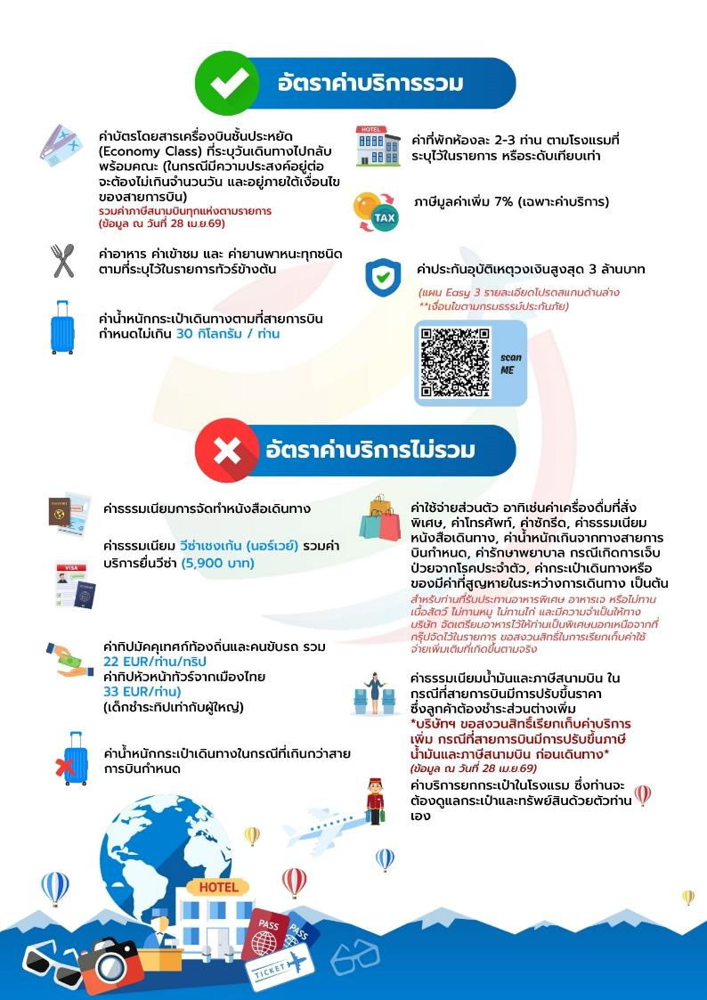 อัตราค่าบริการรวม
ค่าบัตรโดยสารเครื่องบินชั้นประหยัด
(Economy Class) ที่ระบุวันเดินทางไปกลับ
พร้อมคณะ (ในกรณีมีความประสงค์อยู่ต่อ
จะต้องไม่เกินจำนวนวัน และอยู่ภายใต้เงื่อนไข
ของสายการบิน)
รวมค่าภาษีสนามบินทุกแห่งตามรายการ
(ข้อมูล ณ วันที่ 28 เม.ย.69)
ค่าอาหาร ค่าเข้าชม และ ค่ายานพาหนะทุกชนิด
ตามที่ระบุไว้ในรายการทัวร์ข้างต้น
ค่าน้ำหนักกระเป๋าเดินทางตามที่สายการบิน
กำหนดไม่เกิน 30 กิโลกรัม / ท่าน
HOTEL
ค่าที่พักห้องละ 2-3 ท่าน ตามโรงแรมที่
ระบุไว้ในรายการ หรือระดับเทียบเท่า
TAX
ภาษีมูลค่าเพิ่ม 7% (เฉพาะค่าบริการ)
ค่าประกันอุบัติเหตุวงเงินสูงสุด 3 ล้านบาท
(แผน Easy 3 รายละเอียดโปรดสแกนด้านล่าง
**เงื่อนไขตามกรมธรรม์ประกันภัย)
scan
ME
อัตราค่าบริการไม่รวม
ค่าธรรมเนียมการจัดทำหนังสือเดินทาง
VISA
ค่าธรรมเนียม วีซ่าเชงเก้น (นอร์เวย์) รวมค่า
บริการยื่นวีซ่า (5,900 บาท)
ค่าทิปมัคคุเทศก์ท้องถิ่นและคนขับรถ รวม
22 EUR/ท่าน/ทริป
ค่าทิปหัวหน้าทัวร์จากเมืองไทย
33 EUR/ท่าน)
(เด็กชำระทิปเท่ากับผู้ใหญ่)
ค่าน้ำหนักกระเป๋าเดินทางในกรณีที่เกินกว่าสาย
การบินกำหนด
ค่าใช้จ่ายส่วนตัว อาทิเช่นค่าเครื่องดื่มที่สั่ง
พิเศษ, ค่าโทรศัพท์, ค่าซักรีด, ค่าธรรมเนียม
หนังสือเดินทาง, ค่าน้ำหนักเกินจากทางสายการ
บินกำหนด, ค่ารักษาพยาบาล กรณีเกิดการเจ็บ
ป่วยจากโรคประจำตัว, ค่ากระเป๋าเดินทางหรือ
ของมีค่าที่สูญหายในระหว่างการเดินทาง เป็นต้น
สำหรับท่านที่รับประทานอาหารพิเศษ อาหารเจ หรือไม่ทาน
เนื้อสัตว์ ไม่ทานหมู ไม่ทานไก่ และมีความจำเป็นให้ทาง
บริษัท จัดเตรียมอาหารไว้ให้ท่านเป็นพิเศษนอกเหนือจากที่
กรุ๊ปจัดไว้ในรายการ ขอสงวนสิทธิ์ในการเรียกเก็บค่าใช้
จ่ายเพิ่มเติมที่เกิดขึ้นตามจริง
ค่าธรรมเนียมน้ำมันและภาษีสนามบิน ใน
กรณีที่สายการบินมีการปรับขึ้นราคา
ซึ่งลูกค้าต้องชำระส่วนต่างเพิ่ม
*บริษัทฯ ขอสงวนสิทธิ์เรียกเก็บค่าบริการ
เพิ่ม กรณีที่สายการบินมีการปรับขึ้นภาษี
น้ำมันและภาษีสนามบิน ก่อนเดินทาง*
(ข้อมูล ณ วันที่ 28 เม.ย.69)
ค่าบริการยกกระเป๋าในโรงแรม ซึ่งท่านจะ
ต้องดูแลกระเป๋าและทรัพย์สินด้วยตัวท่าน
เอง
HOTEL
PASS
PASS
TICKET